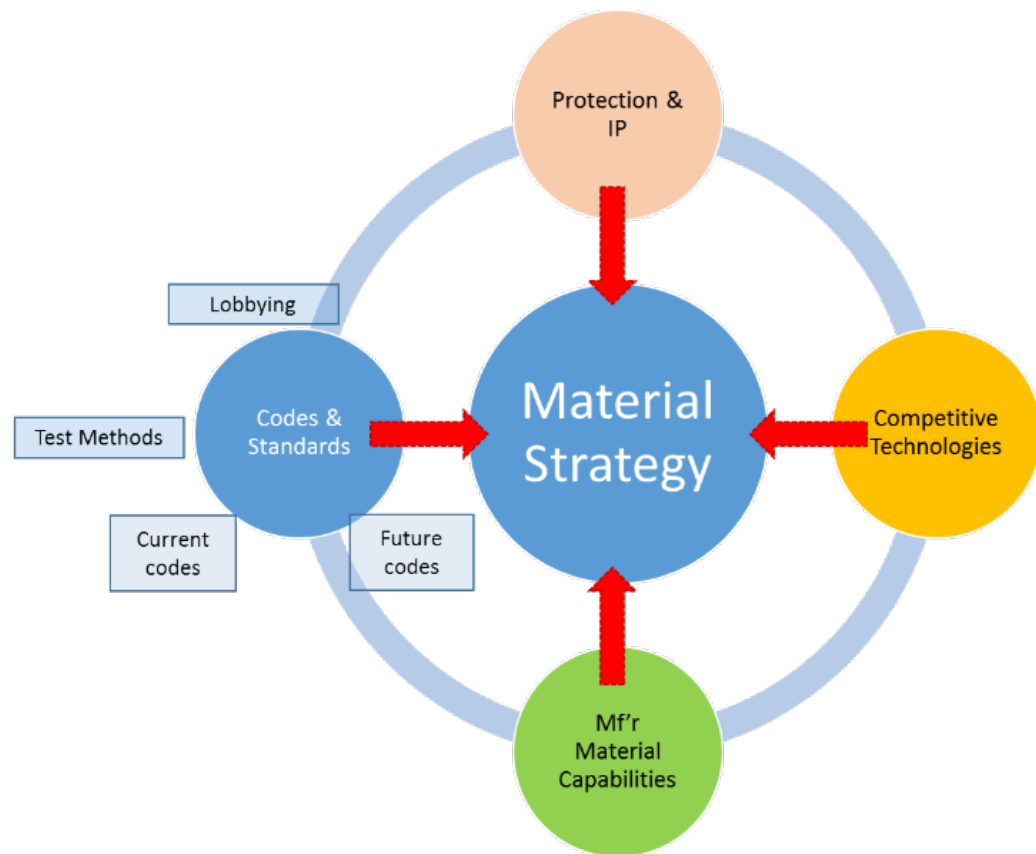 Protection &
IP
Lobbying
Material
Strategy
Codes &
Standards
Test Methods
Competitive
Technologies
Current
codes
Future
codes
Mf'r
Material
Capabilities